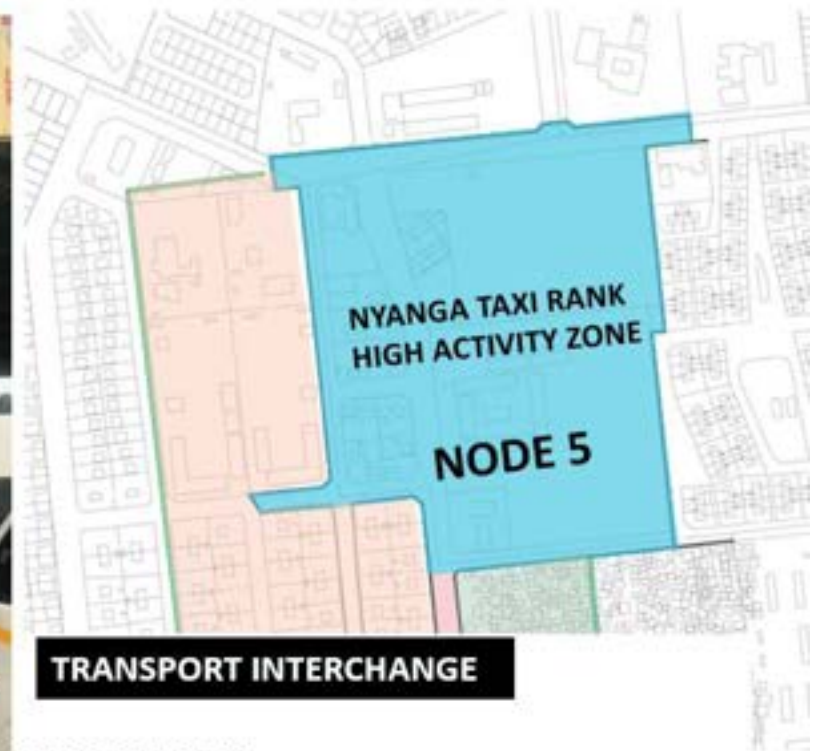 NYANGA TAXI RANK
HIGH ACTIVITY ZONE
NODE 5
TRANSPORT INTERCHANGE